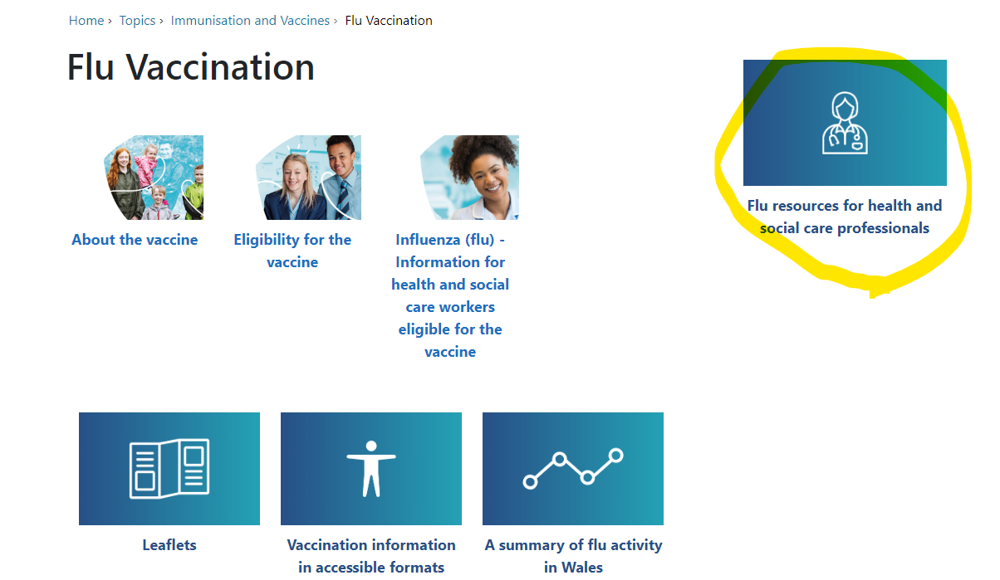 Home › Topics › Immunisation and Vaccines › Flu Vaccination
Flu Vaccination
About the vaccine
Eligibility for the
vaccine
Influenza (flu) -
Information for
health and social
care workers
eligible for the
vaccine
Flu resources for health and
social care professionals
Leaflets
Vaccination information
in accessible formats
A summary of flu activity
in Wales